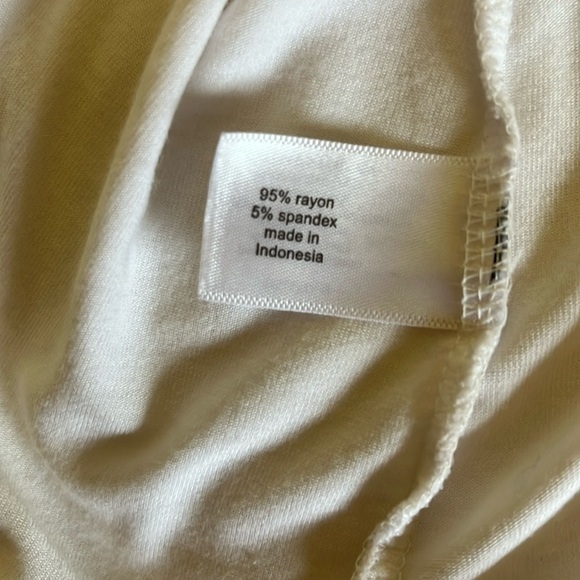 95% rayon
5% spandex
made in
Indonesia